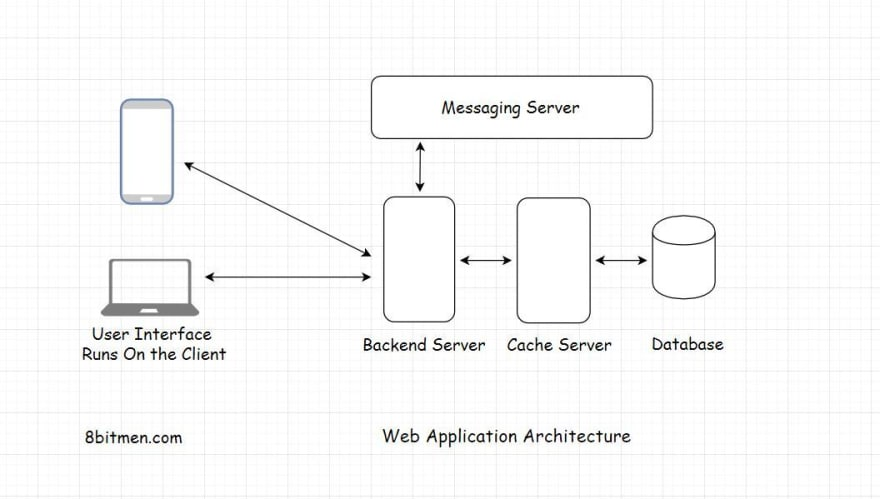 Messaging Server
User Interface
Runs On the Client
Backend Server
Cache Server
Database
8bitmen.com
Web Application Architecture